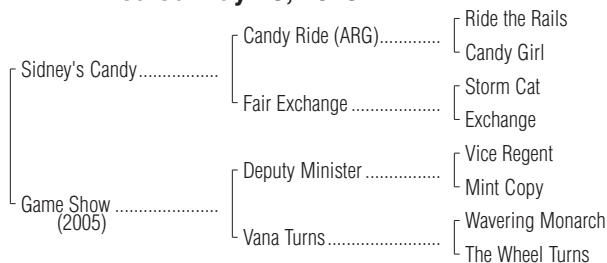 Ride the Rails
Candy Ride (ARG)............
Candy Girl
Sidney's Candy................
Storm Cat
Fair Exchange ..................
Exchange
Vice Regent
Deputy Minister ...............
Mint Copy
Game Show .....................
(2005)
Wavering Monarch
Vana Turns.......................
The Wheel Turns